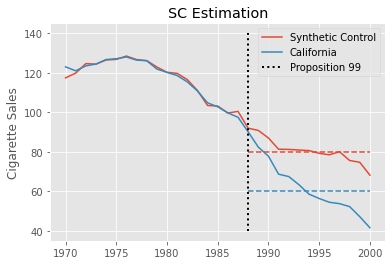 SC Estimation
Cigarette Sales
140
120
100
80
60
40
Synthetic Control
California
Proposition 99
1970
1975
1980
1985
1990
1995
2000